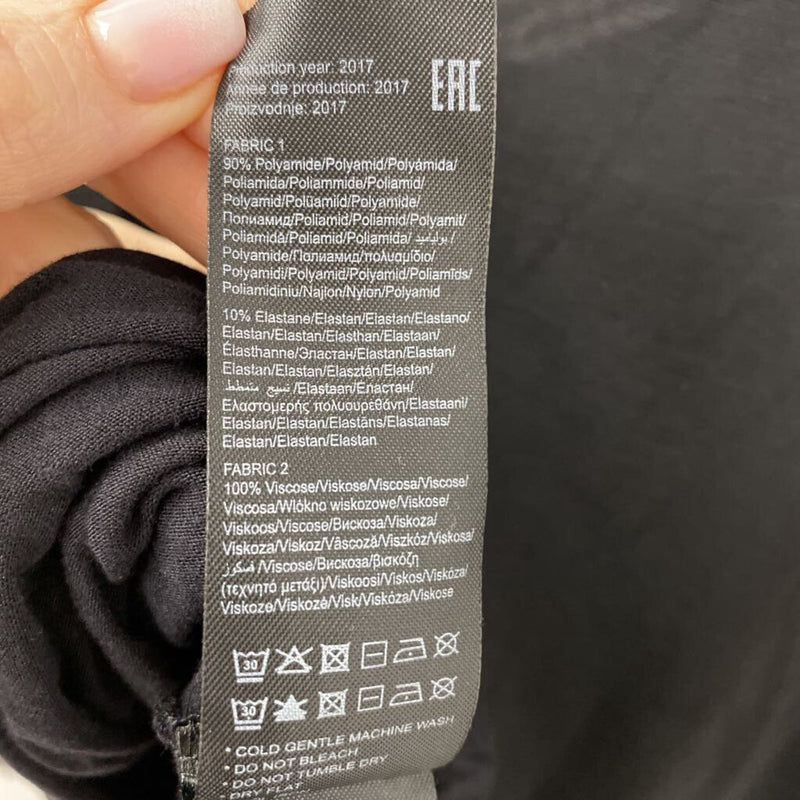 Production year: 2017
Année de production: 2017
Proizvodnje: 2017
EAC
FABRIC 1
90% Polyamide/Polyamid/Polyamida/
Poliamida/Poliammide/Poliamid/
Polyamid/Polüamiid/Polyamide/
Полиамид/Poliamid/Poliamid/Polyamit/
Poliamidă/Poliamid/Poliamida/ بولياميد /
Polyamide/Полиамид/πολυαμίδιο/
Polyamidi/Polyamid/Polyamid/Poliamīds/
Poliamidiniu/Najlon/Nylon/Polyamid
10% Elastane/Elastan/Elastan/Elastano/
Elastan/Elastan/Elasthan/Elastaan/
Élasthanne/Эластан/Elastan/Elastan/
Elastan/Elastan/Elasztán/Elastan/
نسيج متمطط /Elastaan/Еластан/
Ελαστομερής πολυουρεθάνη/Elastaani/
Elastan/Elastan/Elastāns/Elastanas/
Elastan/Elastan/Elastan
FABRIC 2
100% Viscose/Viskose/Viscosa/Viscose/
Viscosa/Wlókno wiskozowe/Viskose/
Viskoos/Viscose/Вискоза/Viskoza/
Viskoza/Viskoz/Vâscoză/Viszkóz/Viskosa/
فسكوز /Viscose/Вискоза/βισκόζη
(τεχνητό μετάξι)/Viskoosi/Viskos/Viskóza/
Viskoze/Viskozė/Visk/Viskóza/Viskose
30
30
• COLD GENTLE MACHINE WASH
• DO NOT BLEACH
• DO NOT TUMBLE DRY
• DRY FLAT